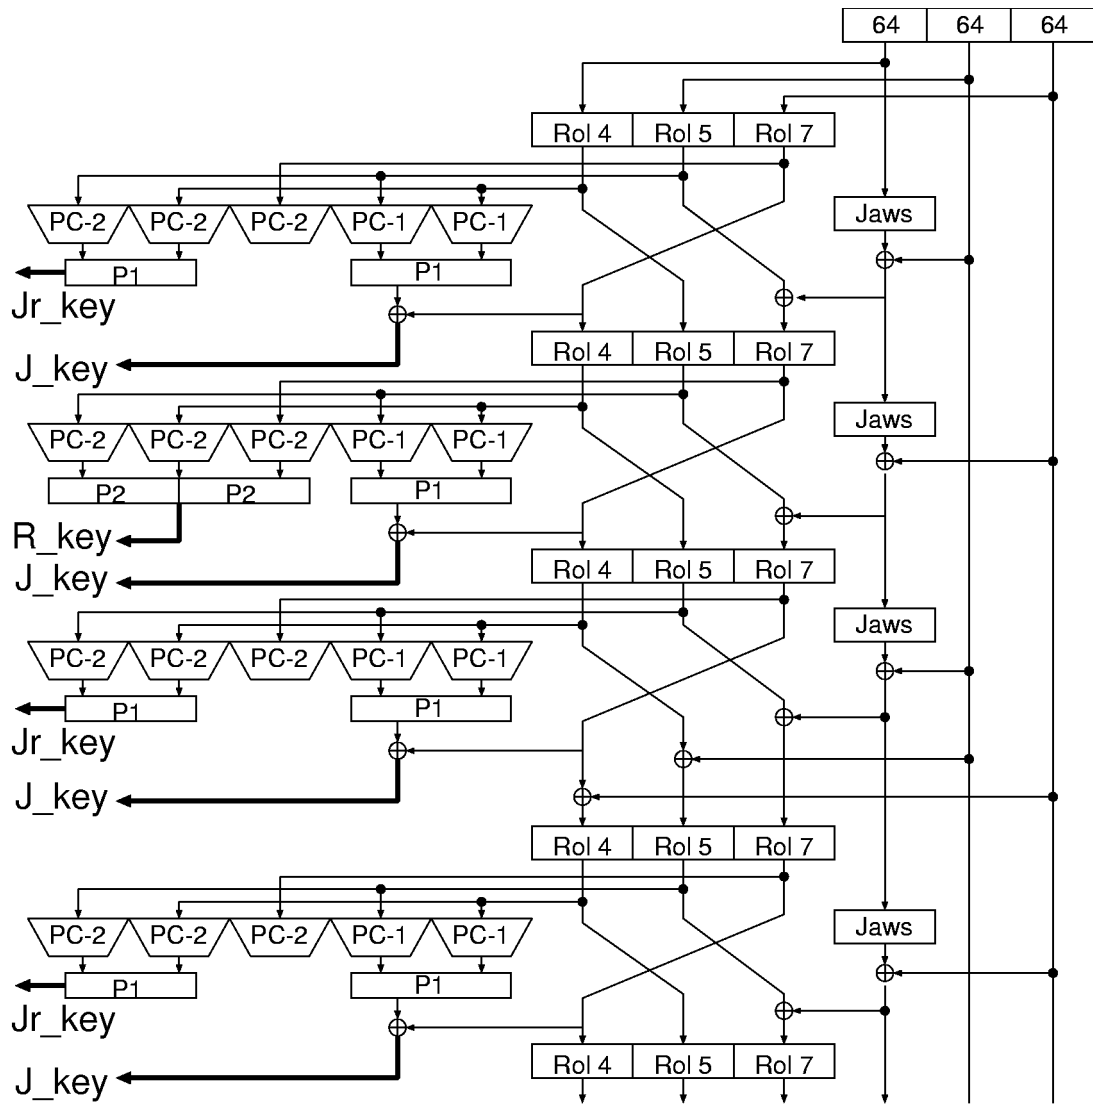 64 64 64
Rol 4 Rol 5 Rol 7
PC-2 PC-2 PC-2 PC-1 PC-1 Jaws
P1 P1
Jr_key
Rol 4 Rol 5 Rol 7
J_key
PC-2 PC-2 PC-2 PC-1 PC-1 Jaws
P2 P2 P1
R_key
Rol 4 Rol 5 Rol 7
J_key
Jaws
PC-2 PC-2 PC-2 PC-1 PC-1
P1 P1
Jr_key
J_key
Rol 4 Rol 5 Rol 7
PC-2 PC-2 PC-2 PC-1 PC-1 Jaws
P1 P1
Jr_key
Rol 4 Rol 5 Rol 7
J_key